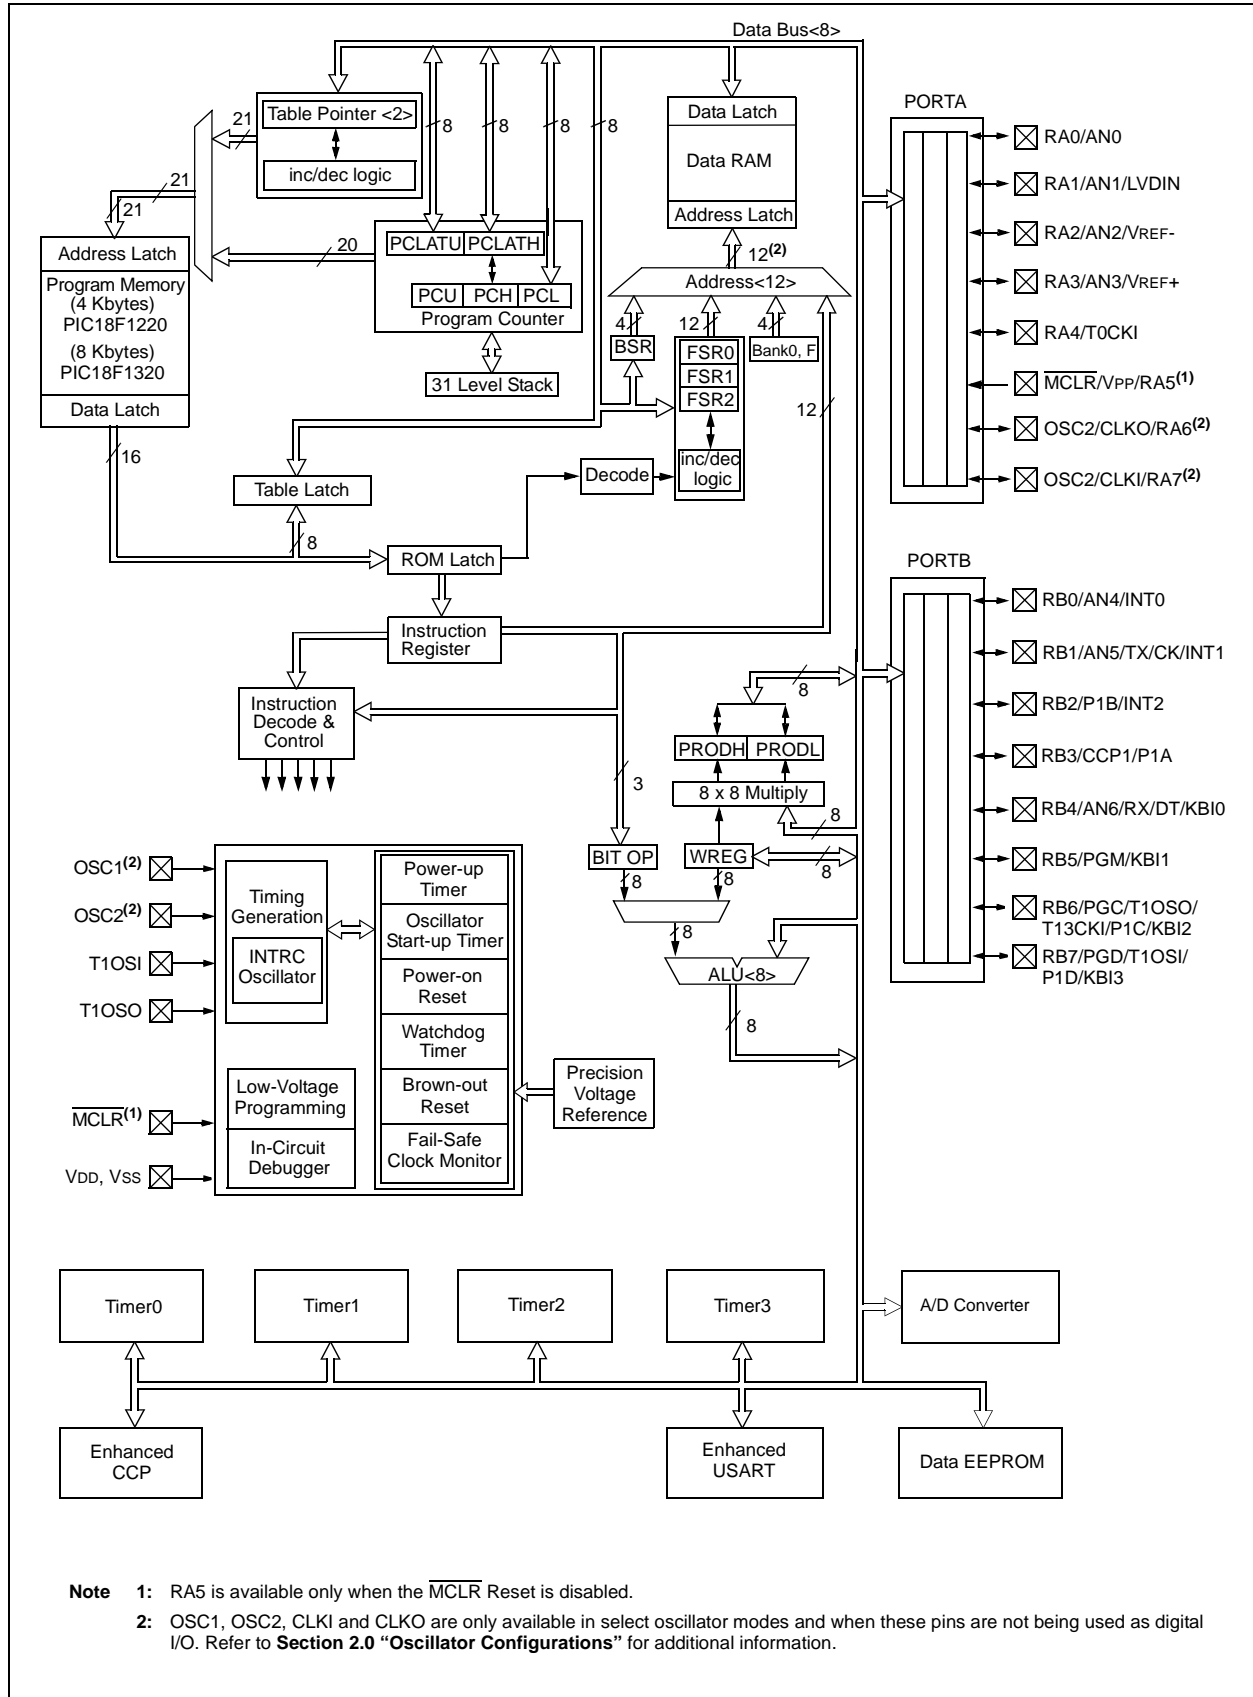 Data Bus<8>
Table Pointer <2>
inc/dec logic
21
21
21
8
8
8
8
20
Address Latch
Program Memory
(4 Kbytes)
PIC18F1220
(8 Kbytes)
PIC18F1320
Data Latch
16
PCLATU PCLATH
PCU PCH PCL
Program Counter
31 Level Stack
Data Latch
Data RAM
Address Latch
12(2)
Address<12>
4
12
4
BSR
FSR0
FSR1
FSR2
inc/dec
logic
Bank0, F
12
Decode
Table Latch
8
ROM Latch
Instruction
Register
Instruction
Decode &
Control
PORTA
RA0/AN0
RA1/AN1/LVDIN
RA2/AN2/VREF-
RA3/AN3/VREF+
RA4/T0CKI
MCLR/VPP/RA5(1)
OSC2/CLKO/RA6(2)
OSC2/CLKI/RA7(2)
PORTB
RB0/AN4/INT0
RB1/AN5/TX/CK/INT1
RB2/P1B/INT2
RB3/CCP1/P1A
RB4/AN6/RX/DT/KBI0
RB5/PGM/KBI1
RB6/PGC/T1OSO/
T13CKI/P1C/KBI2
RB7/PGD/T1OSI/
P1D/KBI3
8
PRODH PRODL
8 x 8 Multiply
3
8
BIT OP
WREG
8
8
8
8
ALU<8>
8
OSC1(2)
OSC2(2)
T1OSI
T1OSO
MCLR(1)
VDD, VSS
Timing
Generation
INTRC
Oscillator
Low-Voltage
Programming
In-Circuit
Debugger
Power-up
Timer
Oscillator
Start-up Timer
Power-on
Reset
Watchdog
Timer
Brown-out
Reset
Fail-Safe
Clock Monitor
Precision
Voltage
Reference
Timer0
Timer1
Timer2
Timer3
A/D Converter
Enhanced
CCP
Enhanced
USART
Data EEPROM
Note 1: RA5 is available only when the MCLR Reset is disabled.
2: OSC1, OSC2, CLKI and CLKO are only available in select oscillator modes and when these pins are not being used as digital
I/O. Refer to Section 2.0 “Oscillator Configurations” for additional information.